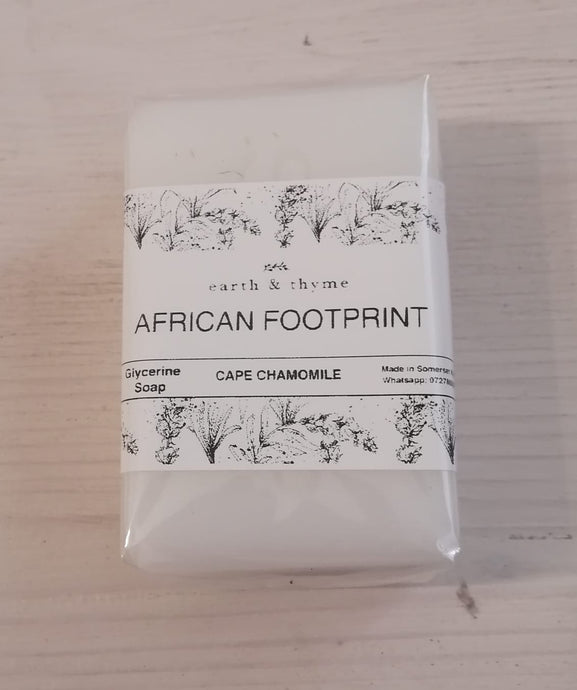 earth & thyme
AFRICAN FOOTPRINT
Glycerine
Soap
CAPE CHAMOMILE
Made in Somerset
Whatsapp: